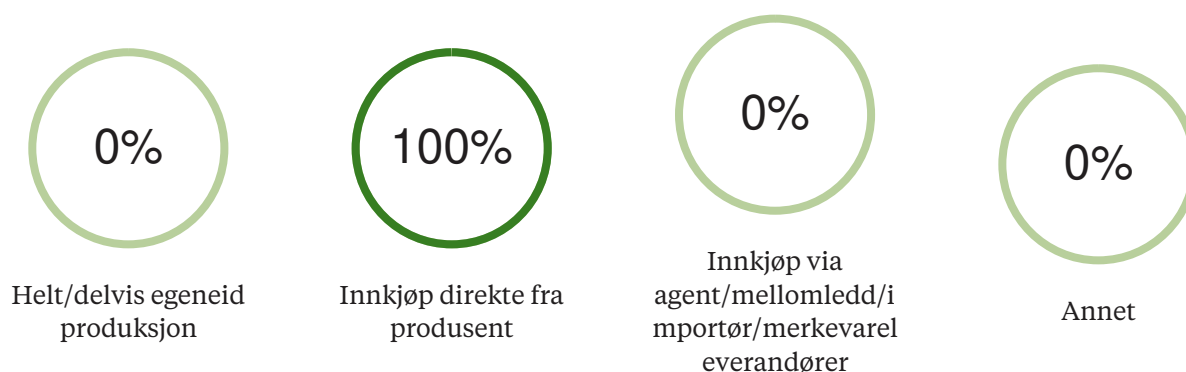 0%
Helt/delvis egeneid
produksjon
100%
Innkjøp direkte fra
produsent
0%
Innkjøp via
agent/mellomledd/i
mportør/merkevarel
everandører
0%
Annet